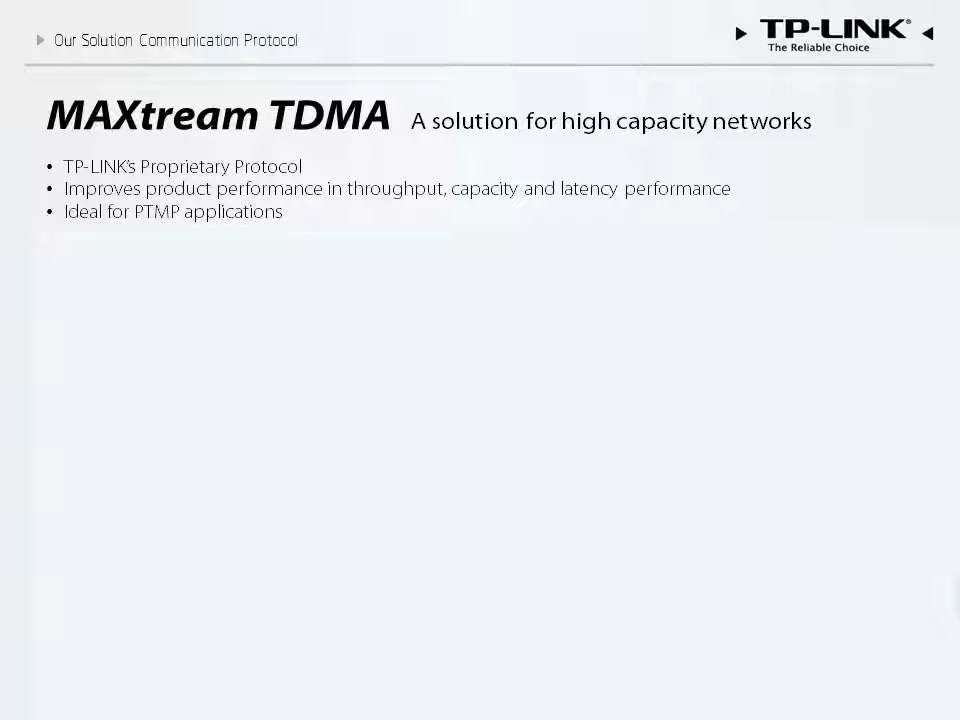 Our Solution Communication Protocol
TP-LINK®
The Reliable Choice
MAXtream TDMA A solution for high capacity networks
• TP-LINK's Proprietary Protocol
• Improves product performance in throughput, capacity and latency performance
• Ideal for PTMP applications